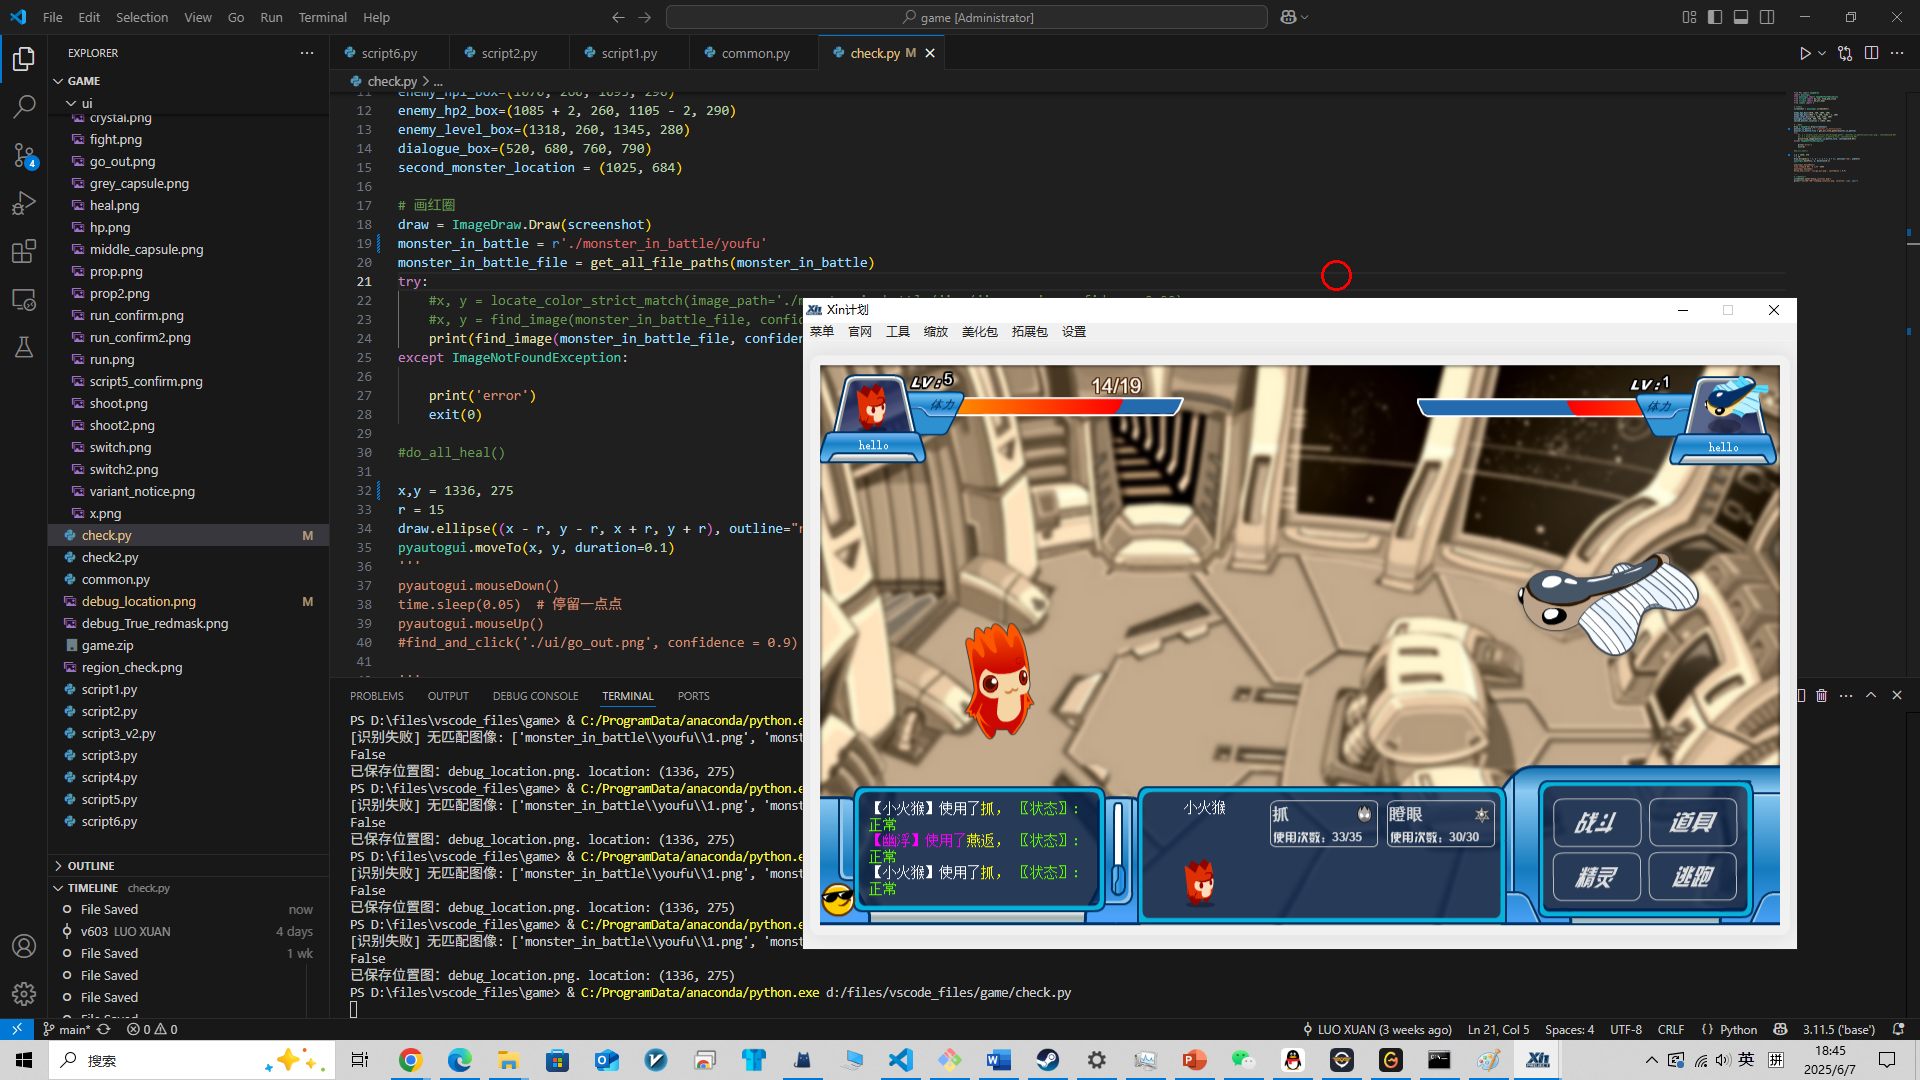 File Edit Selection View Go Run Terminal Help
game [Administrator]
EXPLORER
GAME
ui
crystal.png
fight.png
go_out.png
grey_capsule.png
heal.png
hp.png
middle_capsule.png
prop.png
prop2.png
run_confirm.png
run_confirm2.png
run.png
script5_confirm.png
shoot.png
shoot2.png
switch.png
switch2.png
variant_notice.png
x.png
check.py M
check2.py
common.py
debug_location.png M
debug_True_redmask.png
game.zip
region_check.png
script1.py
script2.py
script3_v2.py
script3.py
script4.py
script5.py
script6.py
OUTLINE
TIMELINE check.py
File Saved now
v603 LUO XUAN 4 days
File Saved 1 wk
File Saved
File Saved
4
script6.py script2.py script1.py common.py check.py M
check.py > ...
12 enemy_hp2_box=(1085 + 2, 260, 1105 - 2, 290)
13 enemy_level_box=(1318, 260, 1345, 280)
14 dialogue_box=(520, 680, 760, 790)
15 second_monster_location = (1025, 684)
16
17 # 画红圈
18 draw = ImageDraw.Draw(screenshot)
19 monster_in_battle = r'./monster_in_battle/youfu'
20 monster_in_battle_file = get_all_file_paths(monster_in_battle)
21 try:
22 #x, y = locate_color_strict_match(image_path='./m
23 #x, y = find_image(monster_in_battle_file, confid
24 print(find_image(monster_in_battle_file, confiden
25 except ImageNotFoundException:
26
27 print('error')
28 exit(0)
29
30 #do_all_heal()
31
32 x,y = 1336, 275
33 r = 15
34 draw.ellipse((x - r, y - r, x + r, y + r), outline="r
35 pyautogui.moveTo(x, y, duration=0.1)
36 '''
37 pyautogui.mouseDown()
38 time.sleep(0.05) # 停留一点点
39 pyautogui.mouseUp()
40 #find_and_click('./ui/go_out.png', confidence = 0.9)
41
PROBLEMS OUTPUT DEBUG CONSOLE TERMINAL PORTS
PS D:\files\vscode_files\game> & C:/ProgramData/anaconda/python.ex
[识别失败] 无匹配图像: ['monster_in_battle\\youfu\\1.png', 'monst
False
已保存位置图: debug_location.png. location: (1336, 275)
PS D:\files\vscode_files\game> & C:/ProgramData/anaconda/python.ex
[识别失败] 无匹配图像: ['monster_in_battle\\youfu\\1.png', 'monst
False
已保存位置图: debug_location.png. location: (1336, 275)
PS D:\files\vscode_files\game> & C:/ProgramData/anaconda/python.ex
[识别失败] 无匹配图像: ['monster_in_battle\\youfu\\1.png', 'monst
False
已保存位置图: debug_location.png. location: (1336, 275)
PS D:\files\vscode_files\game> & C:/ProgramData/anaconda/python.ex
[识别失败] 无匹配图像: ['monster_in_battle\\youfu\\1.png', 'monst
False
已保存位置图: debug_location.png. location: (1336, 275)
PS D:\files\vscode_files\game> & C:/ProgramData/anaconda/python.exe d:/files/vscode_files/game/check.py
Xin计划
菜单 官网 工具 缩放 美化包 拓展包 设置
LV:5
14/19
体力
hello
LV:1
体力
hello
【小火猴】使用了抓，〖状态〗:
正常
【幽浮】使用了燕返，〖状态〗:
正常
【小火猴】使用了抓，〖状态〗:
正常
小火猴
抓
使用次数: 33/35
瞪眼
使用次数: 30/30
战斗 道具
精灵 逃跑
main* 0 0
LUO XUAN (3 weeks ago) Ln 21, Col 5 Spaces: 4 UTF-8 CRLF Python 3.11.5 ('base')
搜索
英 拼
18:45
2025/6/7